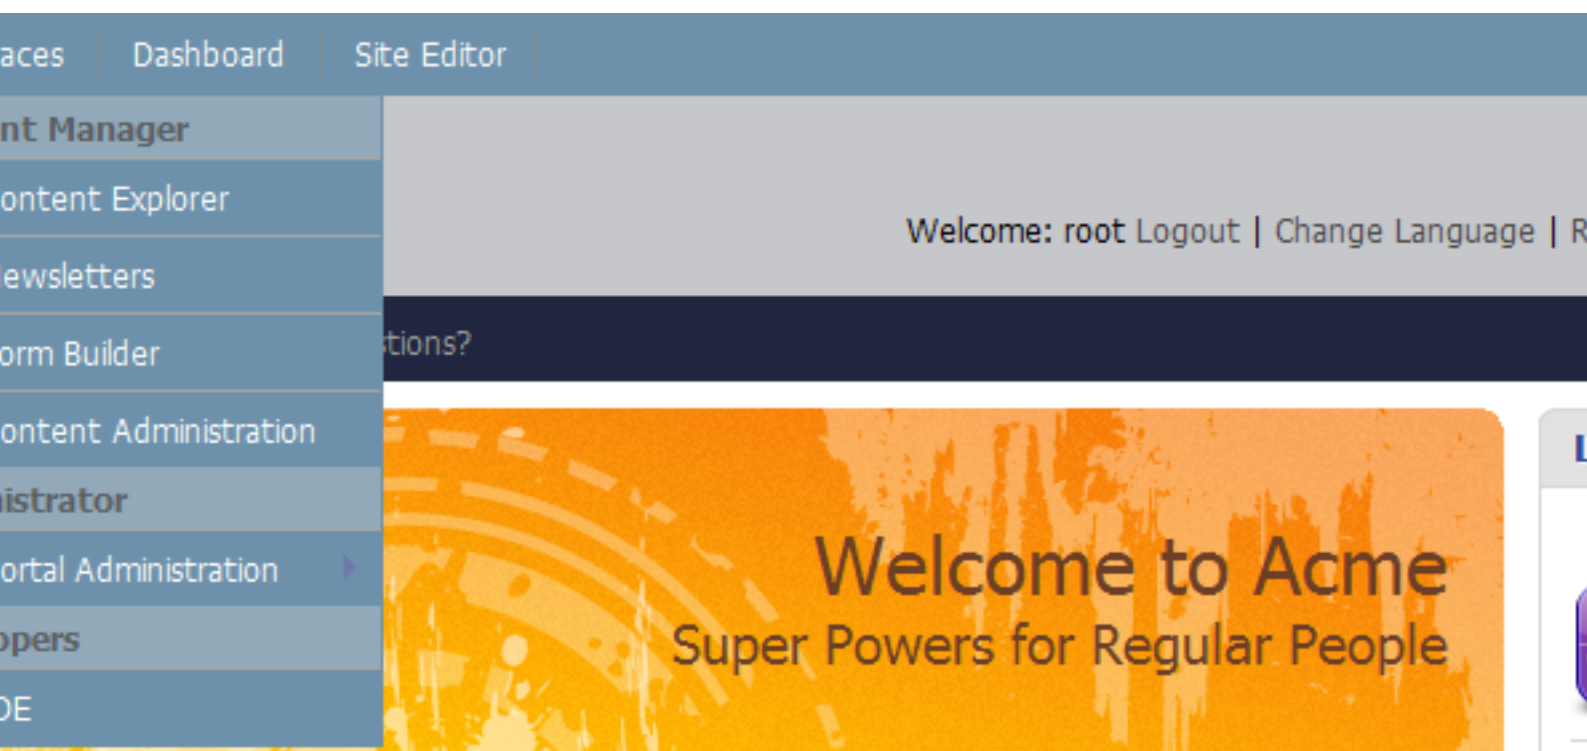 aces Dashboard Site Editor
nt Manager
ontent Explorer
Welcome: root Logout | Change Language | R
ewsletters
tions?
orm Builder
ontent Administration
L
istrator
Welcome to Acme
ortal Administration
Super Powers for Regular People
opers
DE